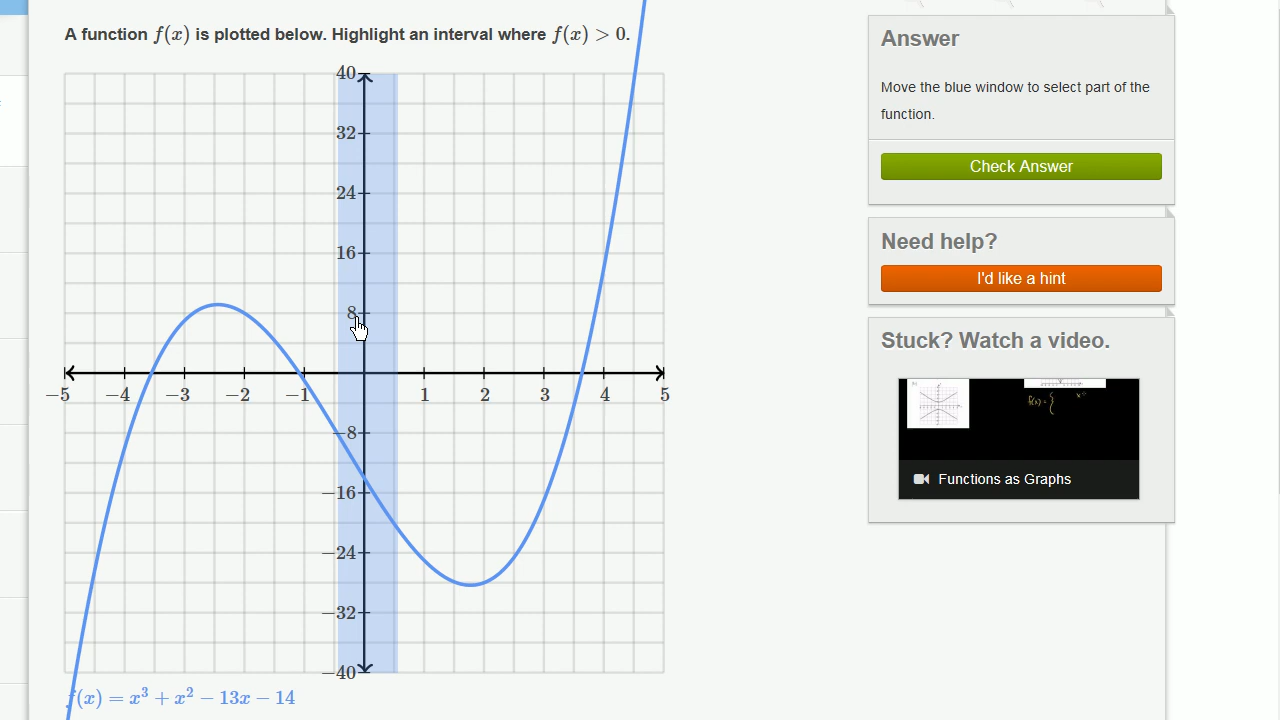 A function f(x) is plotted below. Highlight an interval where f(x) > 0.
40
32
24
16
8
−5 −4 −3 −2 −1 1 2 3 4 5
−8
−16
−24
−32
−40
f(x) = x³ + x² − 13x − 14
Answer
Move the blue window to select part of the
function.
Check Answer
Need help?
I'd like a hint
Stuck? Watch a video.
f(x) = {
Functions as Graphs